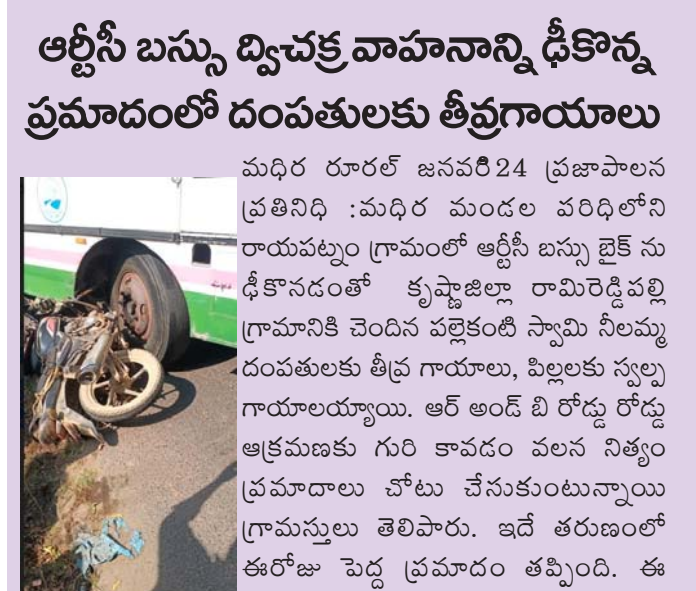 ఆర్టీసీ బస్సు ద్విచక్ర వాహనాన్ని ఢీకొన్న
ప్రమాదంలో దంపతులకు తీవ్రగాయాలు
మధిర రూరల్ జనవరి 24 ప్రజాపాలన
ప్రతినిధి :మధిర మండల పరిధిలోని
రాయపట్నం గ్రామంలో ఆర్టీసీ బస్సు బైక్ ను
ఢీకొనడంతో కృష్ణాజిల్లా రామిరెడ్డిపల్లి
గ్రామానికి చెందిన పల్లెకంటి స్వామి నీలమ్మ
దంపతులకు తీవ్ర గాయాలు, పిల్లలకు స్వల్ప
గాయాలయ్యాయి. ఆర్ అండ్ బి రోడ్డు రోడ్డు
ఆక్రమణకు గురి కావడం వలన నిత్యం
ప్రమాదాలు చోటు చేసుకుంటున్నాయి
గ్రామస్తులు తెలిపారు. ఇదే తరుణంలో
ఈరోజు పెద్ద ప్రమాదం తప్పింది. ఈ